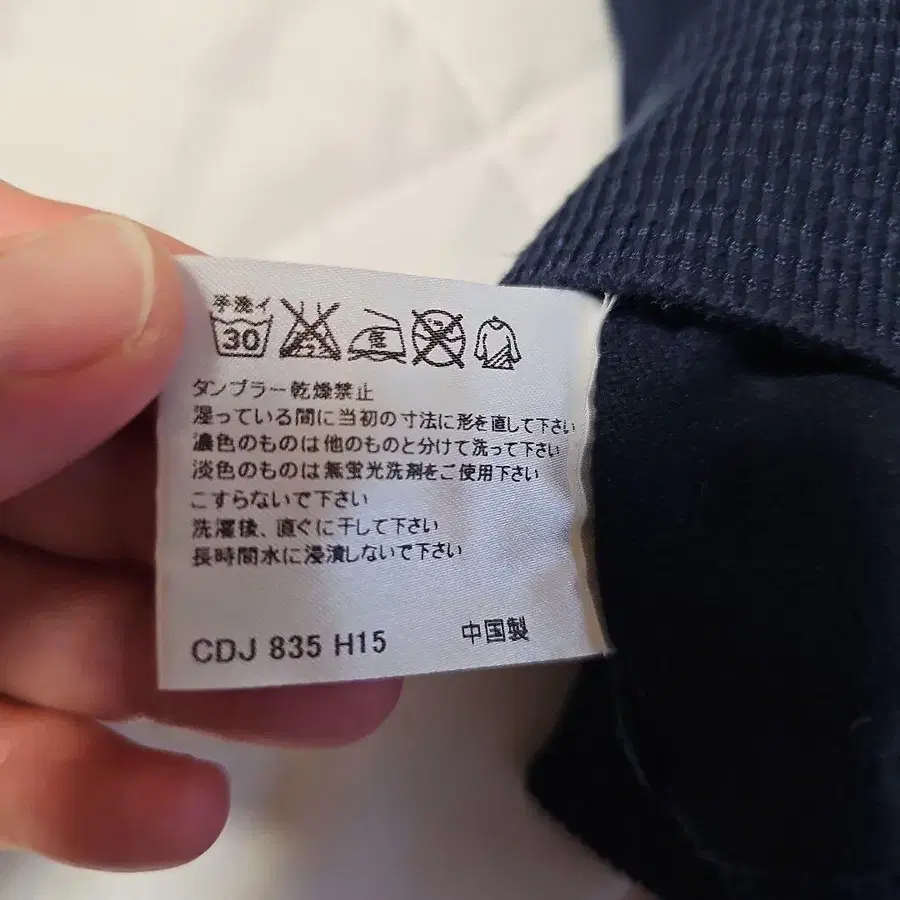 手洗イ
30
タンブラー乾燥禁止
湿っている間に当初の寸法に形を直して下さい
濃色のものは他のものと分けて洗って下さい
淡色のものは無蛍光洗剤をご使用下さい
こすらないで下さい
洗濯後、直ぐに干して下さい
長時間水に浸漬しないで下さい
CDJ 835 H15 中国製